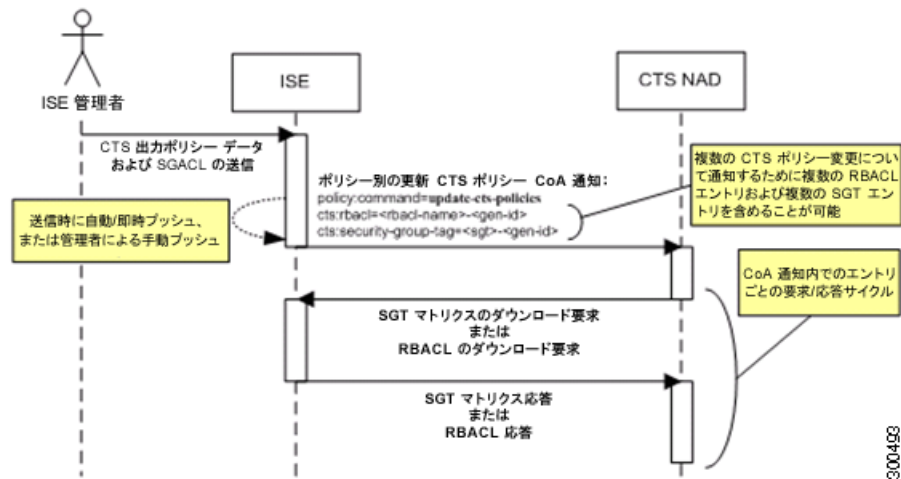 ISE 管理者
ISE
CTS NAD
CTS 出力ポリシー データ
および SGACL の送信
送信時に自動/即時プッシュ、
または管理者による手動プッシュ
ポリシー別の更新 CTS ポリシー CoA 通知:
policy:command=update-cts-policies
cts:rbacl=<rbacl-name>-<gen-id>
cts:security-group-tag=<sgt>-<gen-id>
複数の CTS ポリシー変更につい
て通知するために複数の RBACL
エントリおよび複数の SGT エン
トリを含めることが可能
CoA 通知内でのエントリ
ごとの要求/応答サイクル
SGT マトリクスのダウンロード要求
または
RBACL のダウンロード要求
SGT マトリクス応答
または
RBACL 応答
300493